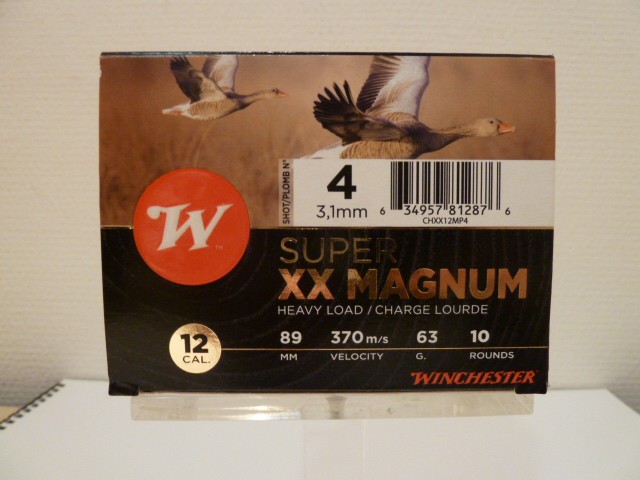 SHOT/PLOMB N°
4
3,1mm
6 34957 81287 6
CHXX12MP4
W
SUPER
XX MAGNUM
HEAVY LOAD / CHARGE LOURDE
12
CAL.
89 370 m/s 63 10
MM VELOCITY G. ROUNDS
WINCHESTER